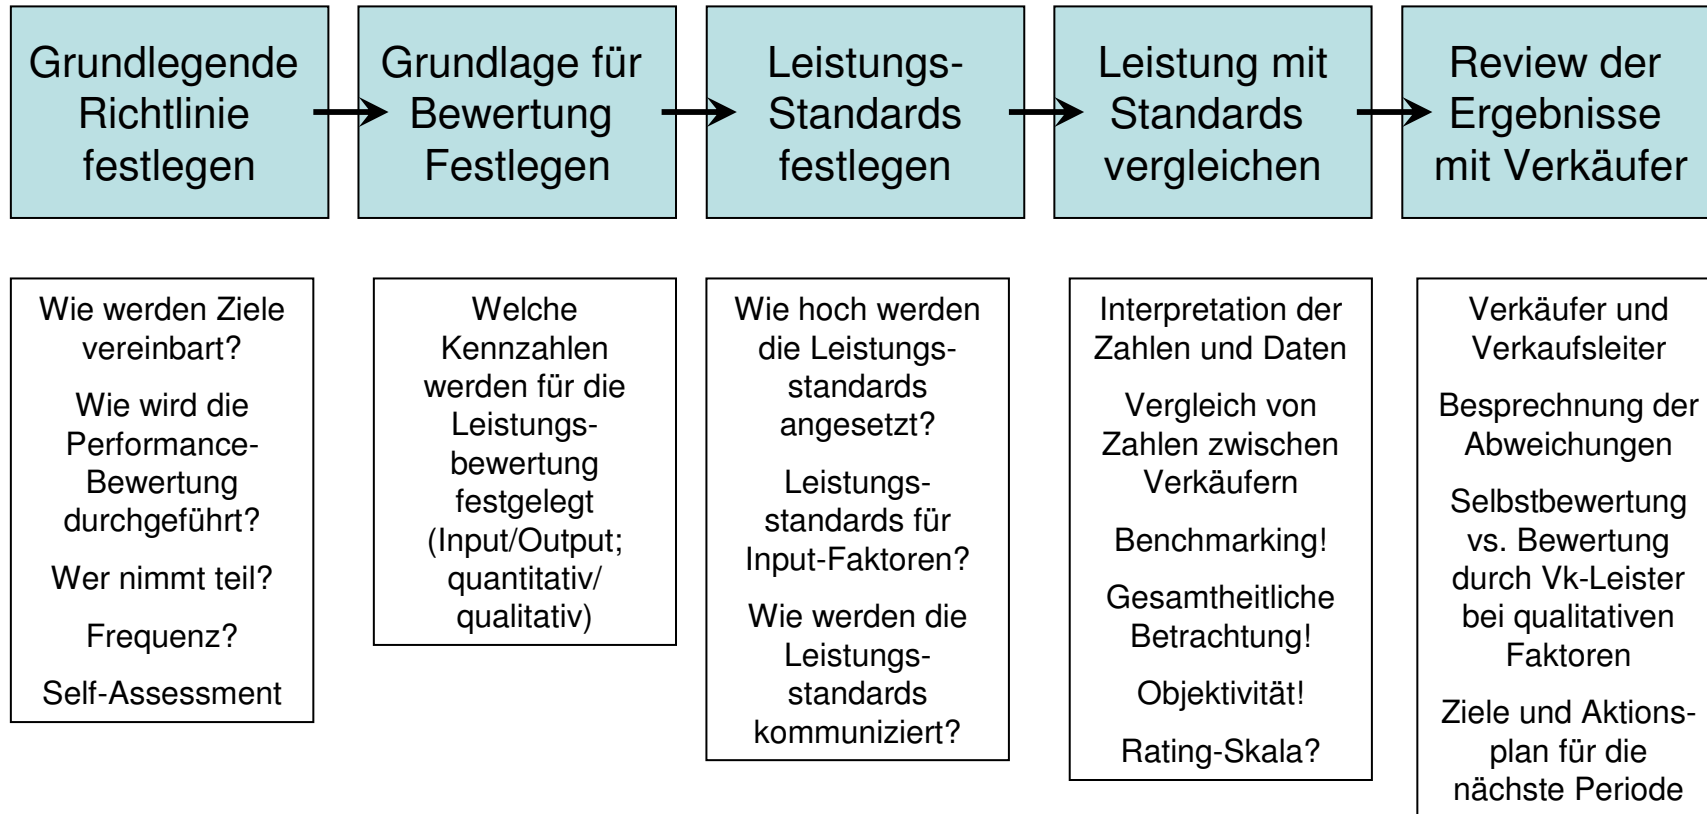 Grundlegende
Richtlinie
festlegen
Grundlage für
Bewertung
Festlegen
Leistungs-
Standards
festlegen
Leistung mit
Standards
vergleichen
Review der
Ergebnisse
mit Verkäufer
Wie werden Ziele
vereinbart?
Wie wird die
Performance-
Bewertung
durchgeführt?
Wer nimmt teil?
Frequenz?
Self-Assessment
Welche
Kennzahlen
werden für die
Leistungs-
bewertung
festgelegt
(Input/Output;
quantitativ/
qualitativ)
Wie hoch werden
die Leistungs-
standards
angesetzt?
Leistungs-
standards für
Input-Faktoren?
Wie werden die
Leistungs-
standards
kommuniziert?
Interpretation der
Zahlen und Daten
Vergleich von
Zahlen zwischen
Verkäufern
Benchmarking!
Gesamtheitliche
Betrachtung!
Objektivität!
Rating-Skala?
Verkäufer und
Verkaufsleiter
Besprechnung der
Abweichungen
Selbstbewertung
vs. Bewertung
durch Vk-Leister
bei qualitativen
Faktoren
Ziele und Aktions-
plan für die
nächste Periode